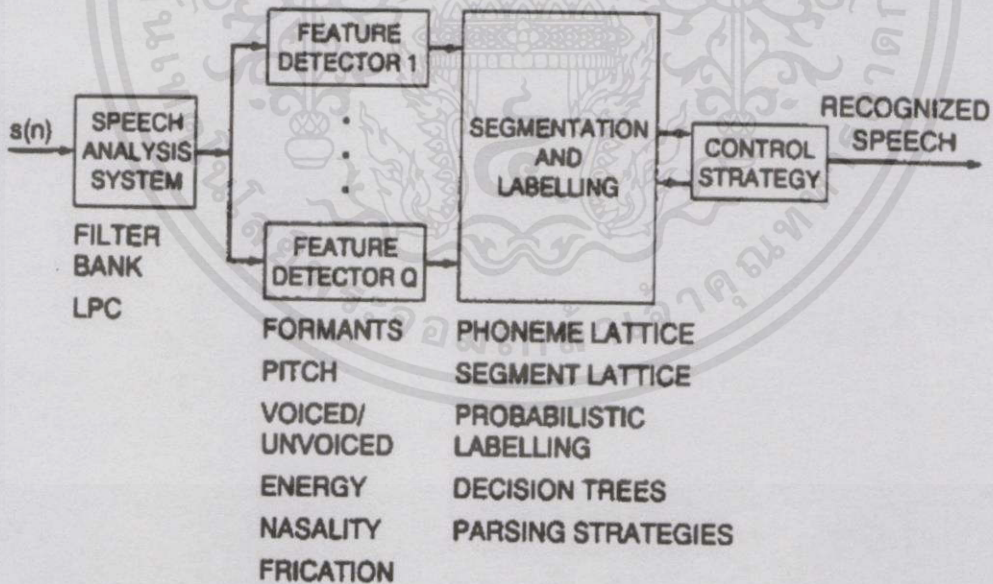 s(n)
SPEECH
ANALYSIS
SYSTEM
FILTER
BANK
LPC
FEATURE
DETECTOR 1
FEATURE
DETECTOR Q
FORMANTS
PITCH
VOICED/
UNVOICED
ENERGY
NASALITY
FRICATION
SEGMENTATION
AND
LABELLING
PHONEME LATTICE
SEGMENT LATTICE
PROBABILISTIC
LABELLING
DECISION TREES
PARSING STRATEGIES
CONTROL
STRATEGY
RECOGNIZED
SPEECH